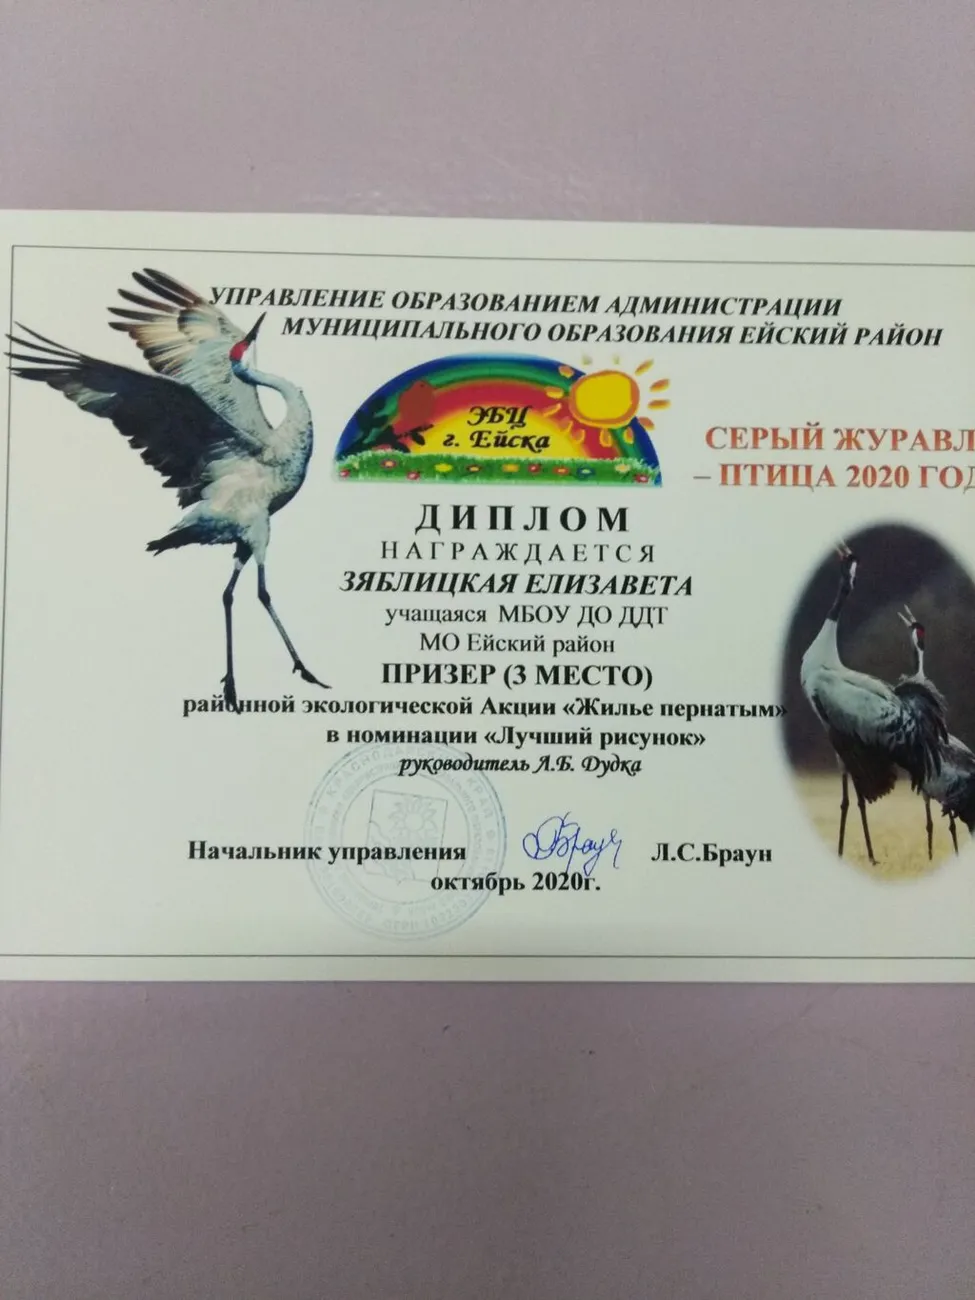 УПРАВЛЕНИЕ ОБРАЗОВАНИЕМ АДМИНИСТРАЦИИ
МУНИЦИПАЛЬНОГО ОБРАЗОВАНИЯ ЕЙСКИЙ РАЙОН
ЭБЦ
г. Ейска
СЕРЫЙ ЖУРАВЛ
– ПТИЦА 2020 ГОД
ДИПЛОМ
НАГРАЖДАЕТСЯ
ЗЯБЛИЦКАЯ ЕЛИЗАВЕТА
учащаяся МБОУ ДО ДДТ
МО Ейский район
ПРИЗЕР (3 МЕСТО)
районной экологической Акции «Жилье пернатым»
в номинации «Лучший рисунок»
руководитель Л.Б. Дудка
Начальник управления Л.С.Браун
октябрь 2020г.